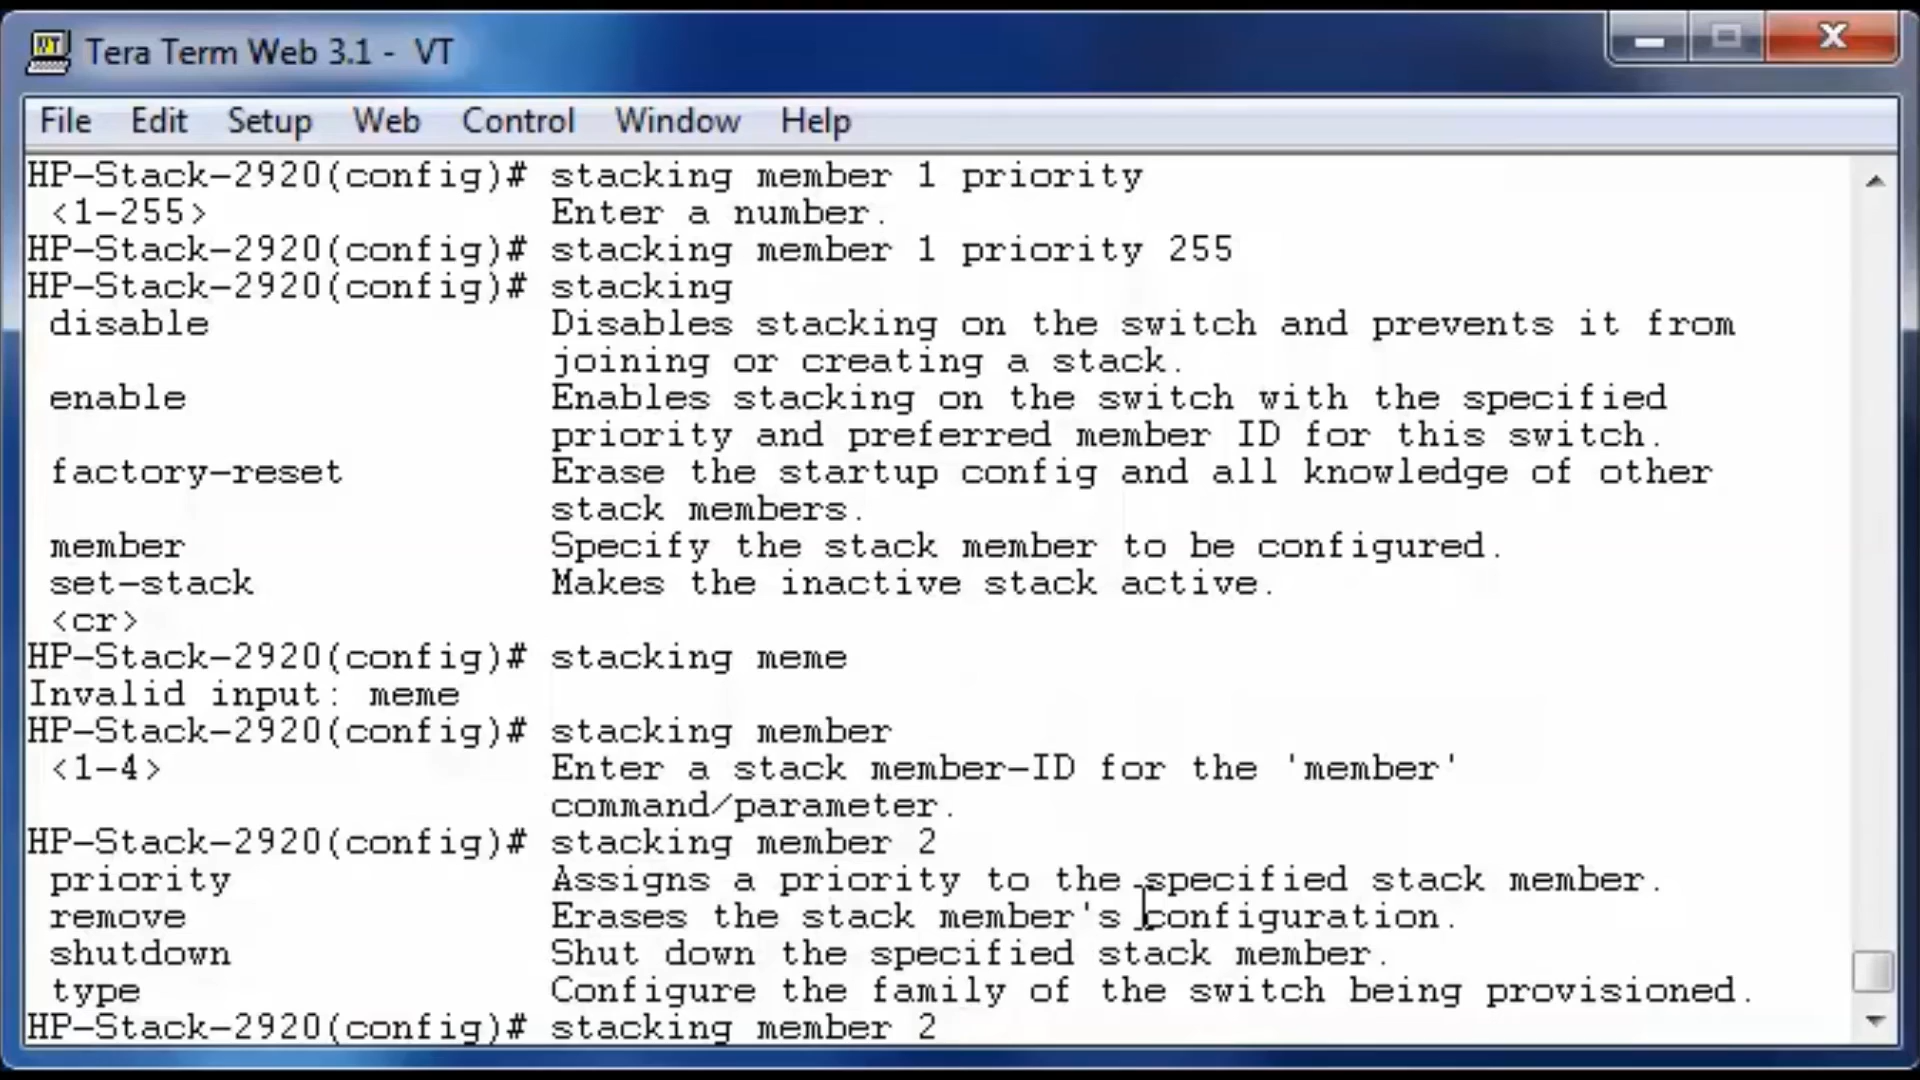 Tera Term Web 3.1 - VT
File Edit Setup Web Control Window Help
HP-Stack-2920(config)# stacking member 1 priority
<1-255> Enter a number.
HP-Stack-2920(config)# stacking member 1 priority 255
HP-Stack-2920(config)# stacking
disable Disables stacking on the switch and prevents it from
joining or creating a stack.
enable Enables stacking on the switch with the specified
priority and preferred member ID for this switch.
factory-reset Erase the startup config and all knowledge of other
stack members.
member Specify the stack member to be configured.
set-stack Makes the inactive stack active.
<cr>
HP-Stack-2920(config)# stacking meme
Invalid input: meme
HP-Stack-2920(config)# stacking member
<1-4> Enter a stack member-ID for the 'member'
command/parameter.
HP-Stack-2920(config)# stacking member 2
priority Assigns a priority to the specified stack member.
remove Erases the stack member's configuration.
shutdown Shut down the specified stack member.
type Configure the family of the switch being provisioned.
HP-Stack-2920(config)# stacking member 2